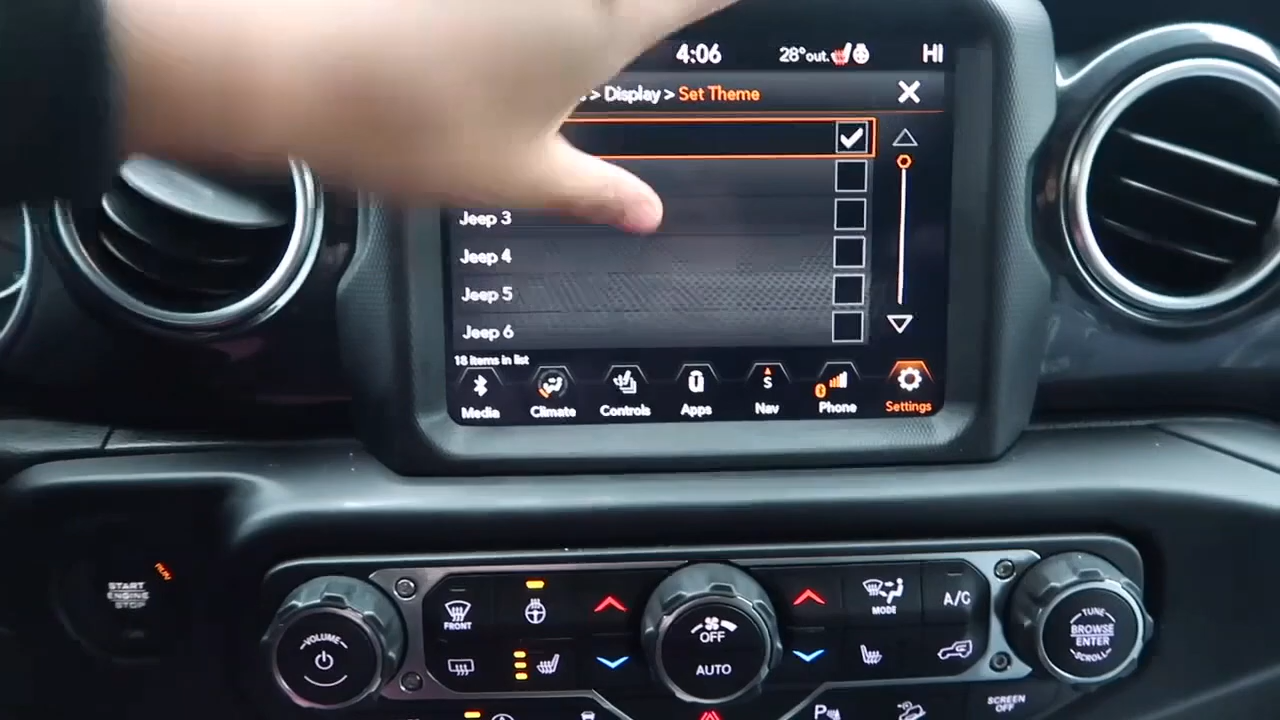 4:06 28°out. HI
> Display > Set Theme
Jeep 3
Jeep 4
Jeep 5
Jeep 6
18 items in list
S
Media Climate Controls Apps Nav Phone Settings
START
ENGINE
STOP
RUN
VOLUME
FRONT
OFF
AUTO
MODE
A/C
TUNE
BROWSE
ENTER
SCROLL
P
SCREEN
OFF